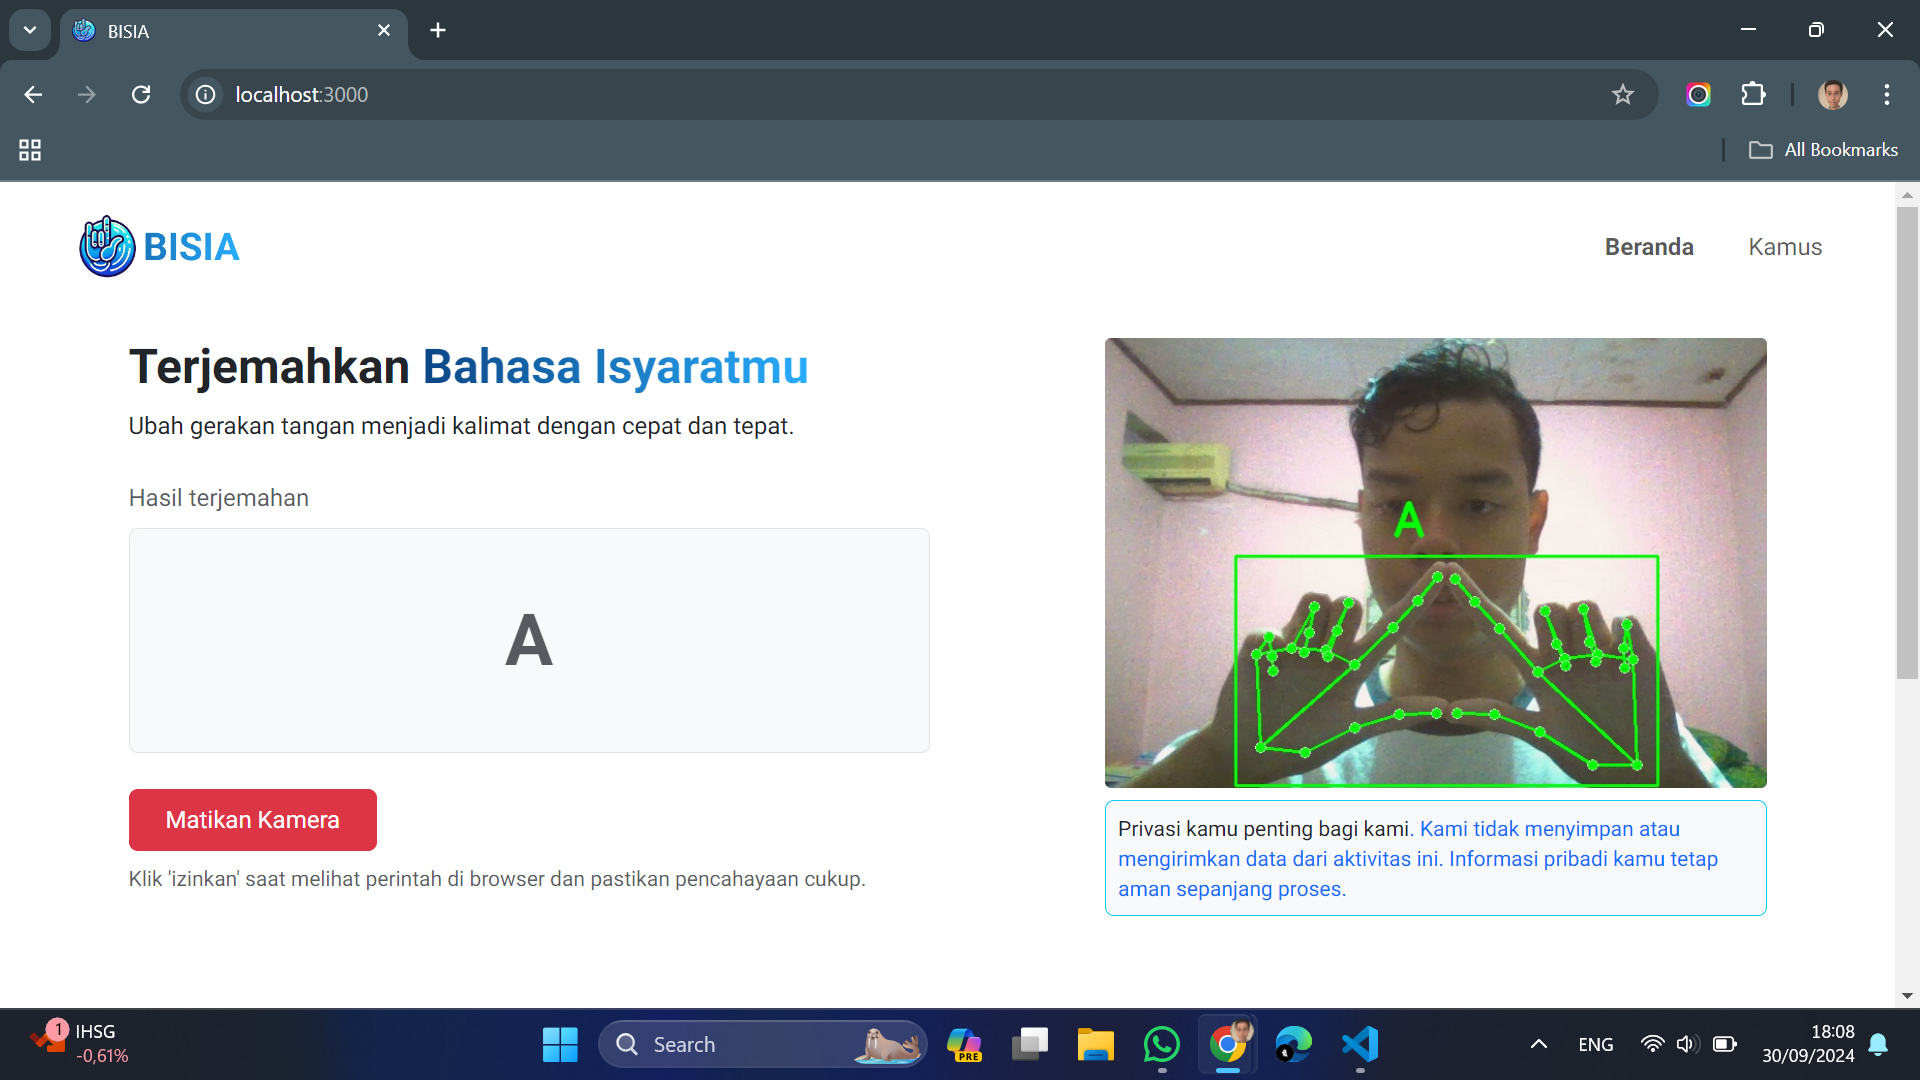 BISIA
localhost:3000
All Bookmarks
BISIA
Beranda
Kamus
Terjemahkan Bahasa Isyaratmu
Ubah gerakan tangan menjadi kalimat dengan cepat dan tepat.
Hasil terjemahan
A
A
Matikan Kamera
Klik 'izinkan' saat melihat perintah di browser dan pastikan pencahayaan cukup.
Privasi kamu penting bagi kami. Kami tidak menyimpan atau
mengirimkan data dari aktivitas ini. Informasi pribadi kamu tetap
aman sepanjang proses.
1
IHSG
-0,61%
Search
PRE
ENG
18:08
30/09/2024